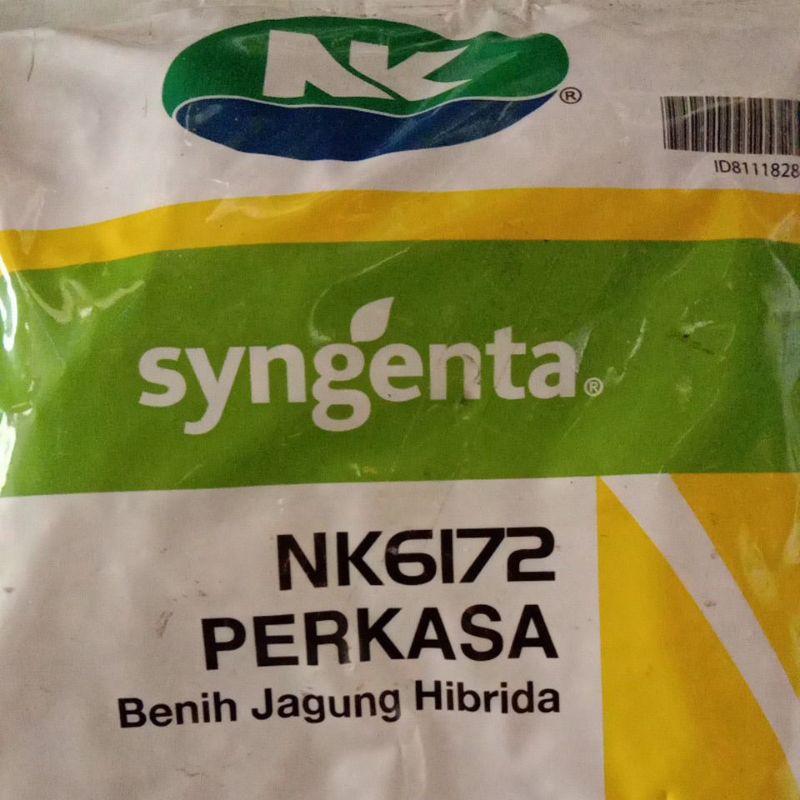 NK®
ID8111828
syngenta®
NK6172
PERKASA
Benih Jagung Hibrida